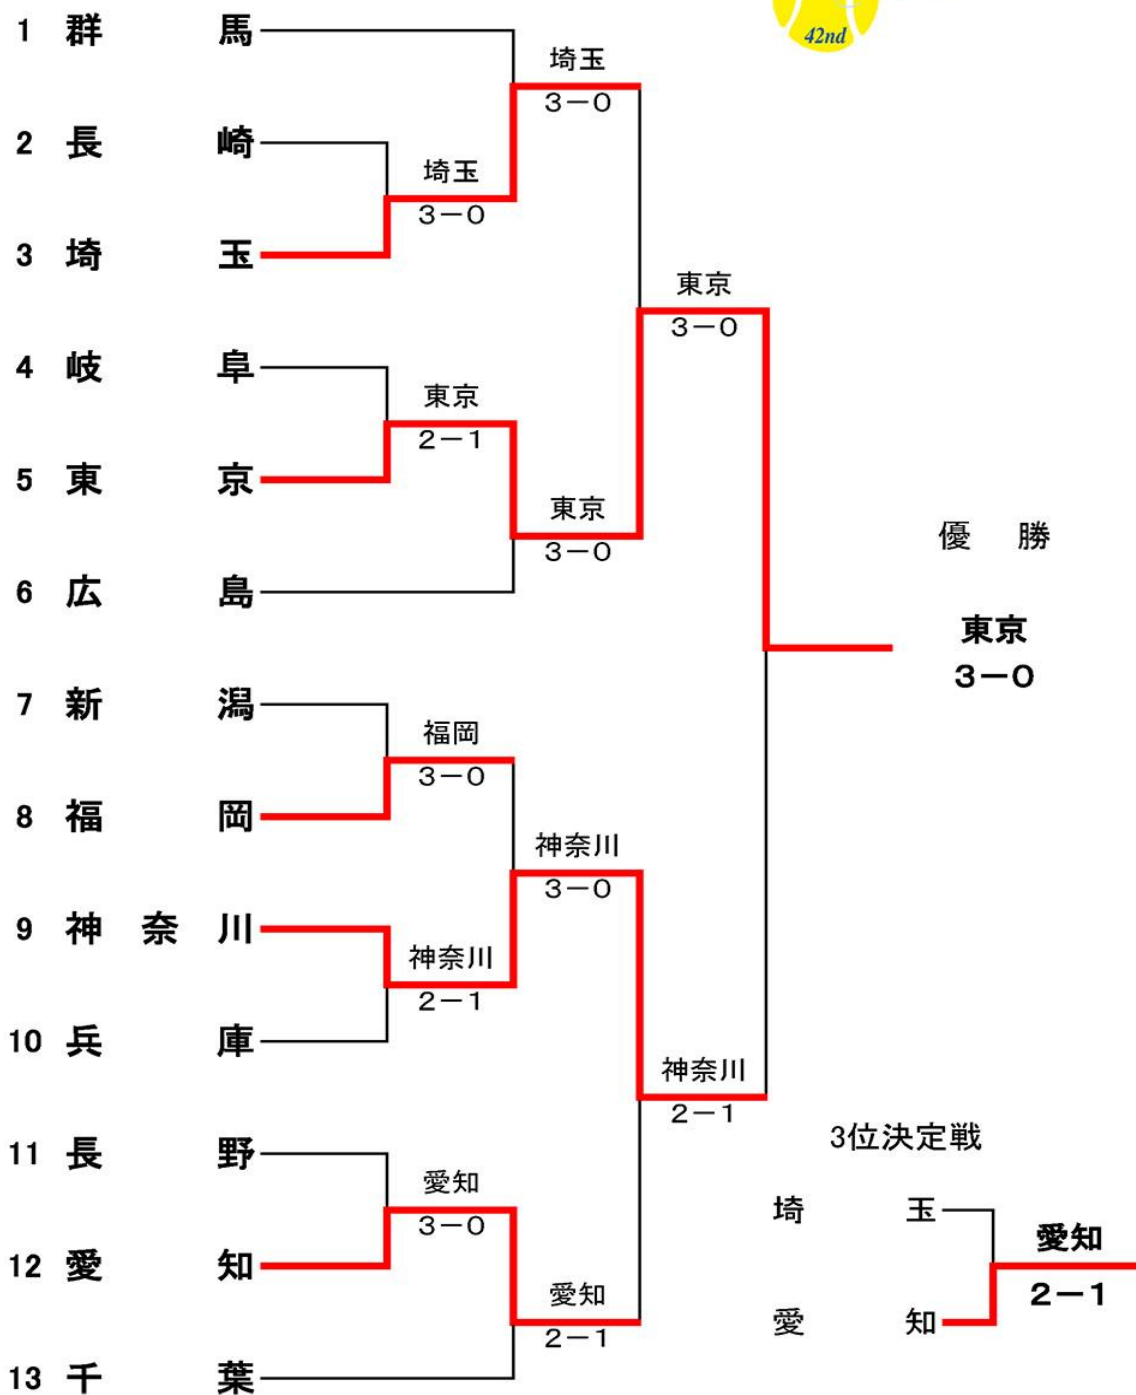 42nd
1 群馬
埼玉
3－0
2 長崎
埼玉
3－0
3 埼玉
東京
3－0
4 岐阜
東京
2－1
5 東京
東京
3－0
優勝
6 広島
東京
3－0
7 新潟
福岡
3－0
8 福岡
神奈川
3－0
9 神奈川
神奈川
2－1
10 兵庫
神奈川
2－1
3位決定戦
11 長野
愛知
3－0
埼玉
愛知
2－1
12 愛知
愛知
2－1
愛知
13 千葉